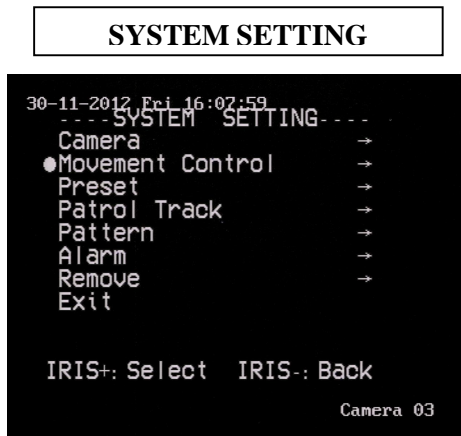 SYSTEM SETTING
30-11-2012 Fri 16:07:59
----SYSTEM SETTING----
Camera →
●Movement Control →
Preset →
Patrol Track →
Pattern →
Alarm →
Remove →
Exit
IRIS+: Select IRIS-: Back
Camera 03